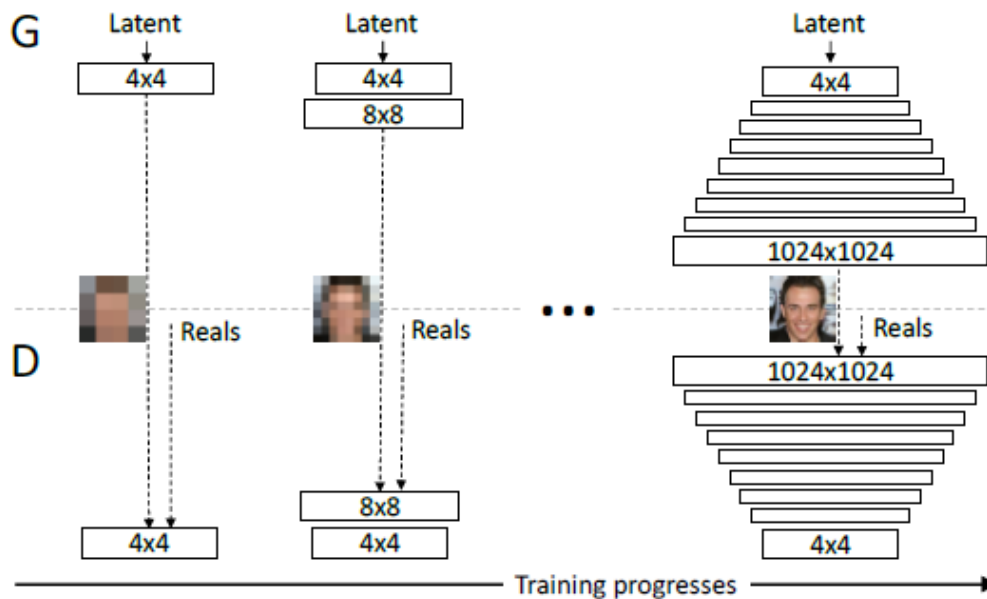 G
Latent
Latent
Latent
4x4
4x4
4x4
8x8
1024x1024
...
Reals
Reals
Reals
D
1024x1024
8x8
4x4
4x4
4x4
Training progresses